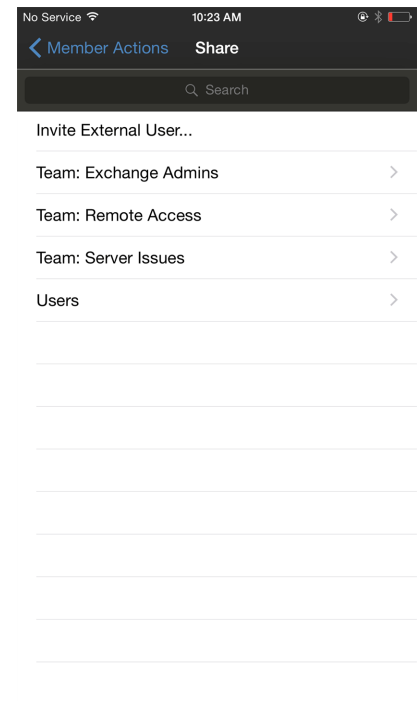 No Service 10:23 AM
Member Actions Share
Search
Invite External User...
Team: Exchange Admins
Team: Remote Access
Team: Server Issues
Users